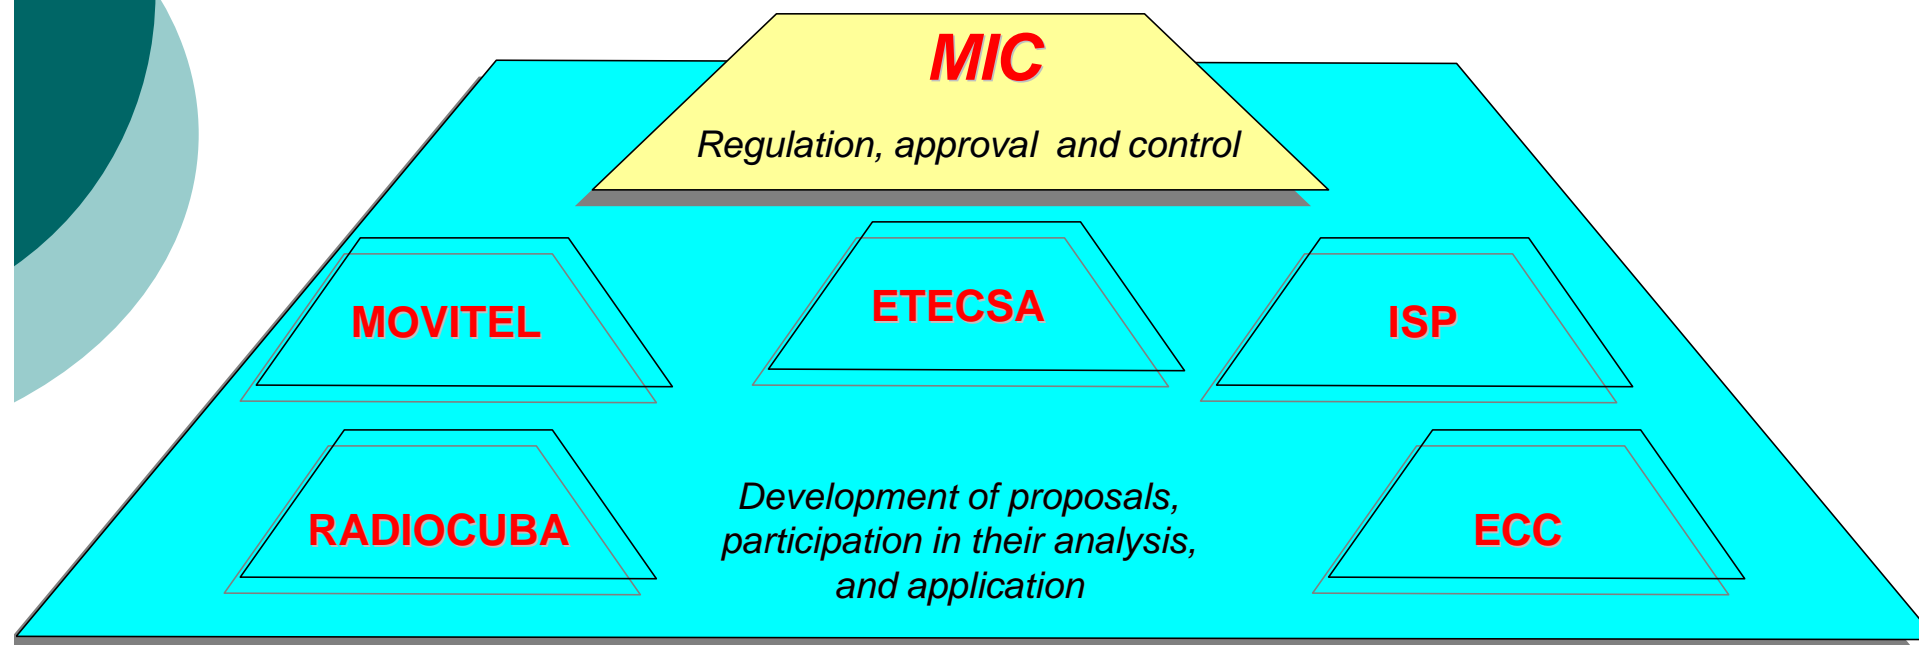 MIC
Regulation, approval and control
MOVITEL
ETECSA
ISP
RADIOCUBA
Development of proposals,
participation in their analysis,
and application
ECC